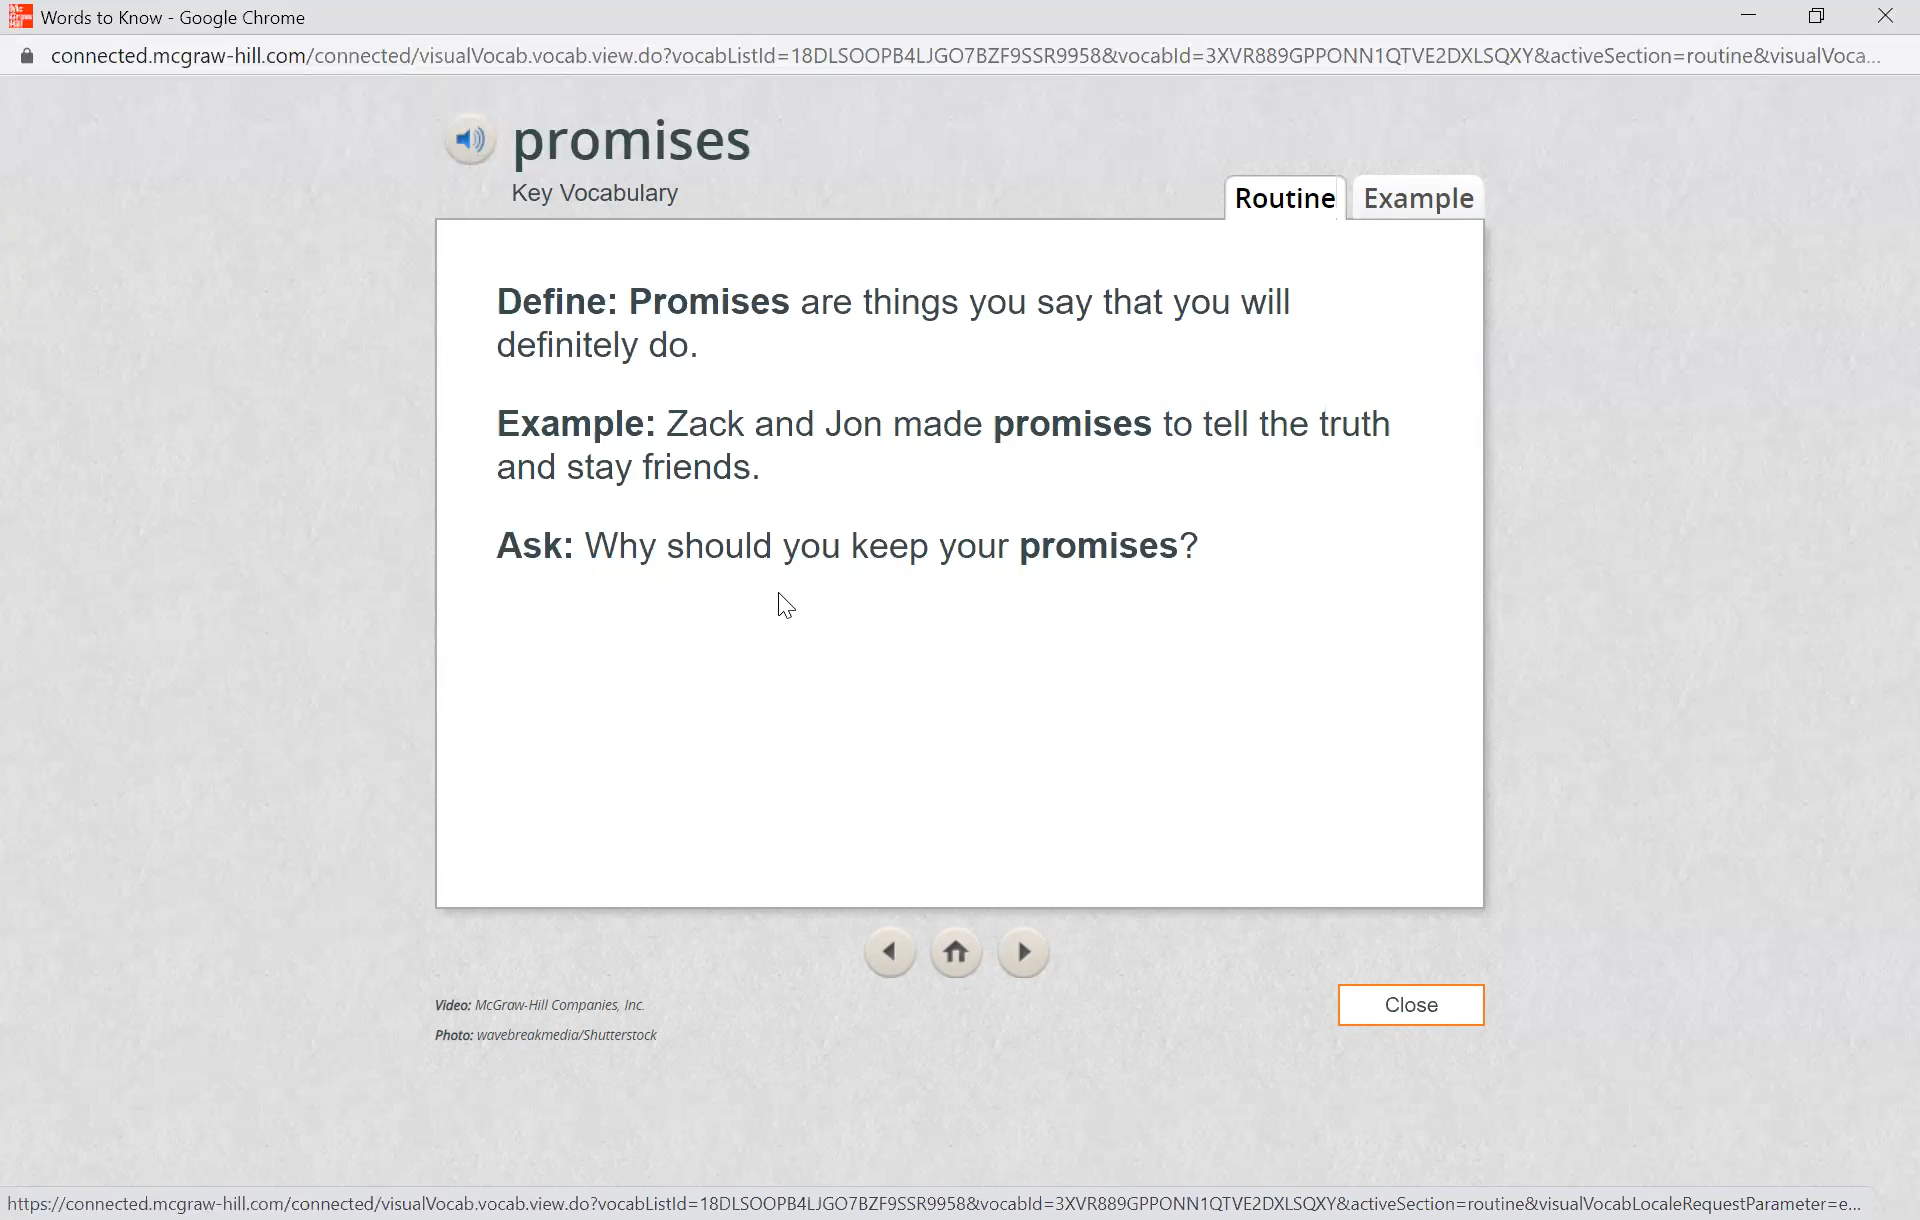 Words to Know - Google Chrome
connected.mcgraw-hill.com/connected/visualVocab.vocab.view.do?vocabListId=18DLSOOPB4LJGO7BZF9SSR9958&vocabId=3XVR889GPPONN1QTVE2DXLSQXY&activeSection=routine&visualVoca...
promises
Key Vocabulary
Routine Example
Define: Promises are things you say that you will
definitely do.
Example: Zack and Jon made promises to tell the truth
and stay friends.
Ask: Why should you keep your promises?
Close
Video: McGraw-Hill Companies, Inc.
Photo: wavebreakmedia/Shutterstock
https://connected.mcgraw-hill.com/connected/visualVocab.vocab.view.do?vocabListId=18DLSOOPB4LJGO7BZF9SSR9958&vocabId=3XVR889GPPONN1QTVE2DXLSQXY&activeSection=routine&visualVocabLocaleRequestParameter=e...